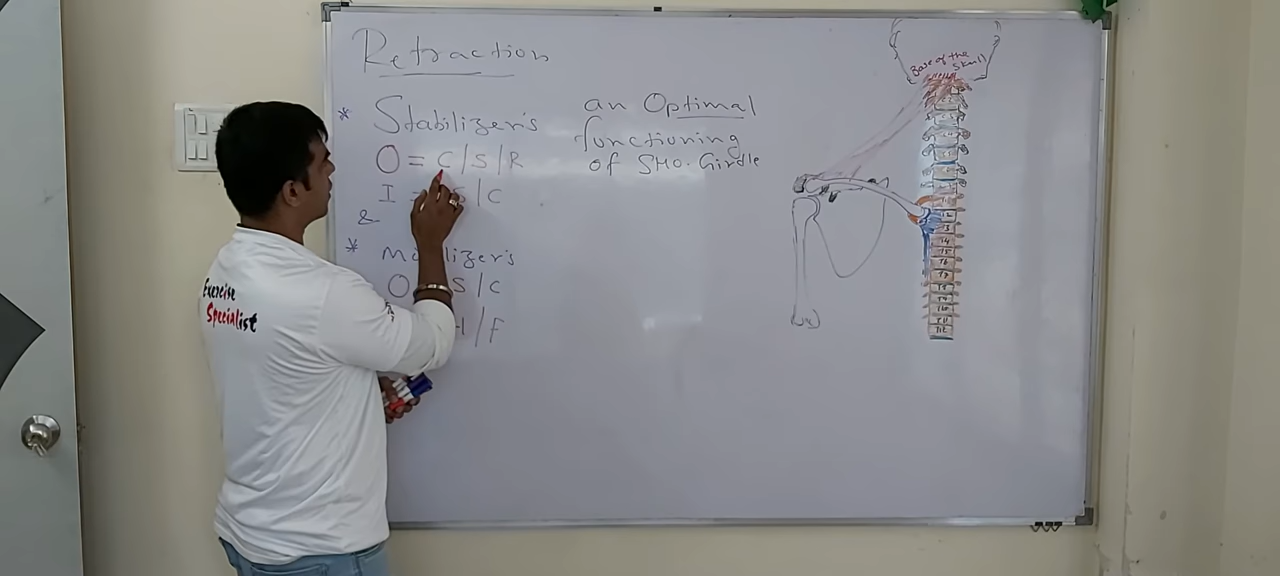 Retraction
* Stabilizer's
O = C/S/R
I S/C
&
* Mobilizer's
O S/C
/F
an Optimal
functioning
of SHO. Girdle
Base of the
Skull
Exercise
Specialist